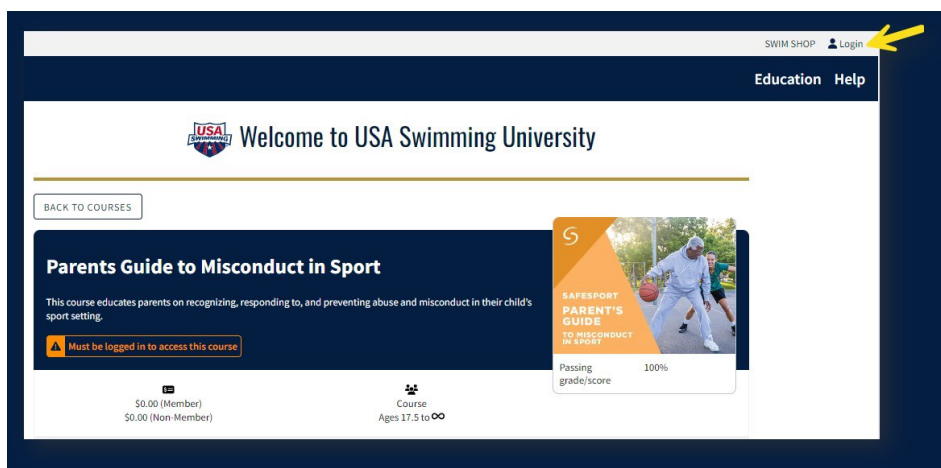 SWIM SHOP Login
Education Help
USA
SWIMMING
Welcome to USA Swimming University
BACK TO COURSES
Parents Guide to Misconduct in Sport
This course educates parents on recognizing, responding to, and preventing abuse and misconduct in their child's
sport setting.
Must be logged in to access this course
SAFESPORT
PARENT'S
GUIDE
TO MISCONDUCT
IN SPORT
Passing
grade/score
100%
$0.00 (Member)
$0.00 (Non-Member)
Course
Ages 17.5 to ∞